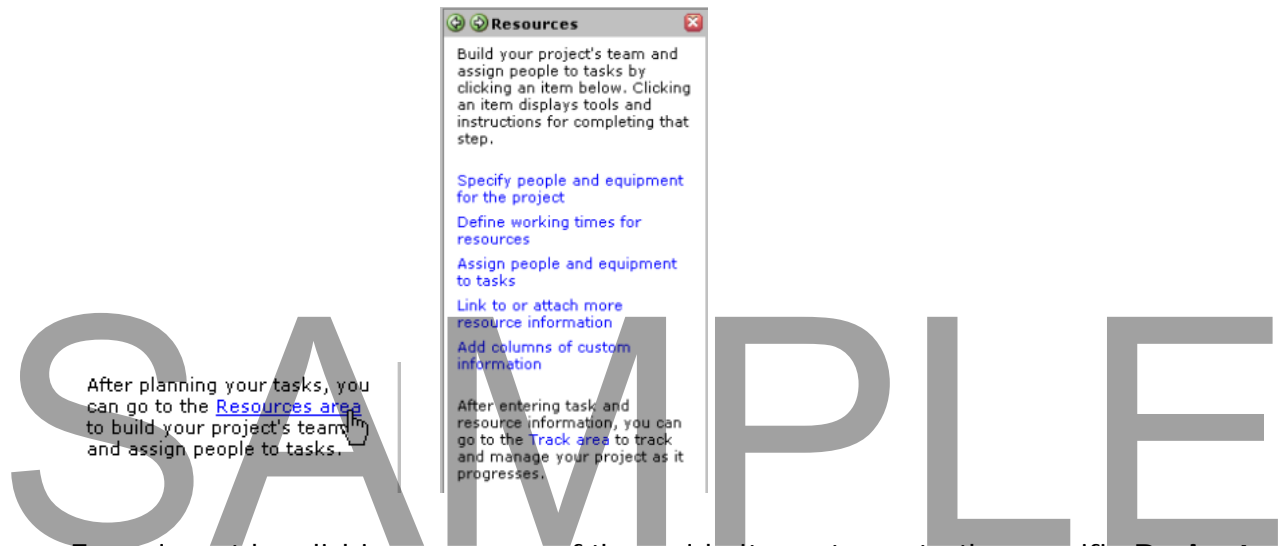 Resources
Build your project's team and
assign people to tasks by
clicking an item below. Clicking
an item displays tools and
instructions for completing that
step.
Specify people and equipment
for the project
Define working times for
resources
Assign people and equipment
to tasks
Link to or attach more
resource information
Add columns of custom
information
After entering task and
resource information, you can
go to the Track area to track
and manage your project as it
progresses.
After planning your tasks, you
can go to the Resources area
to build your project's team
and assign people to tasks.
SAMPLE